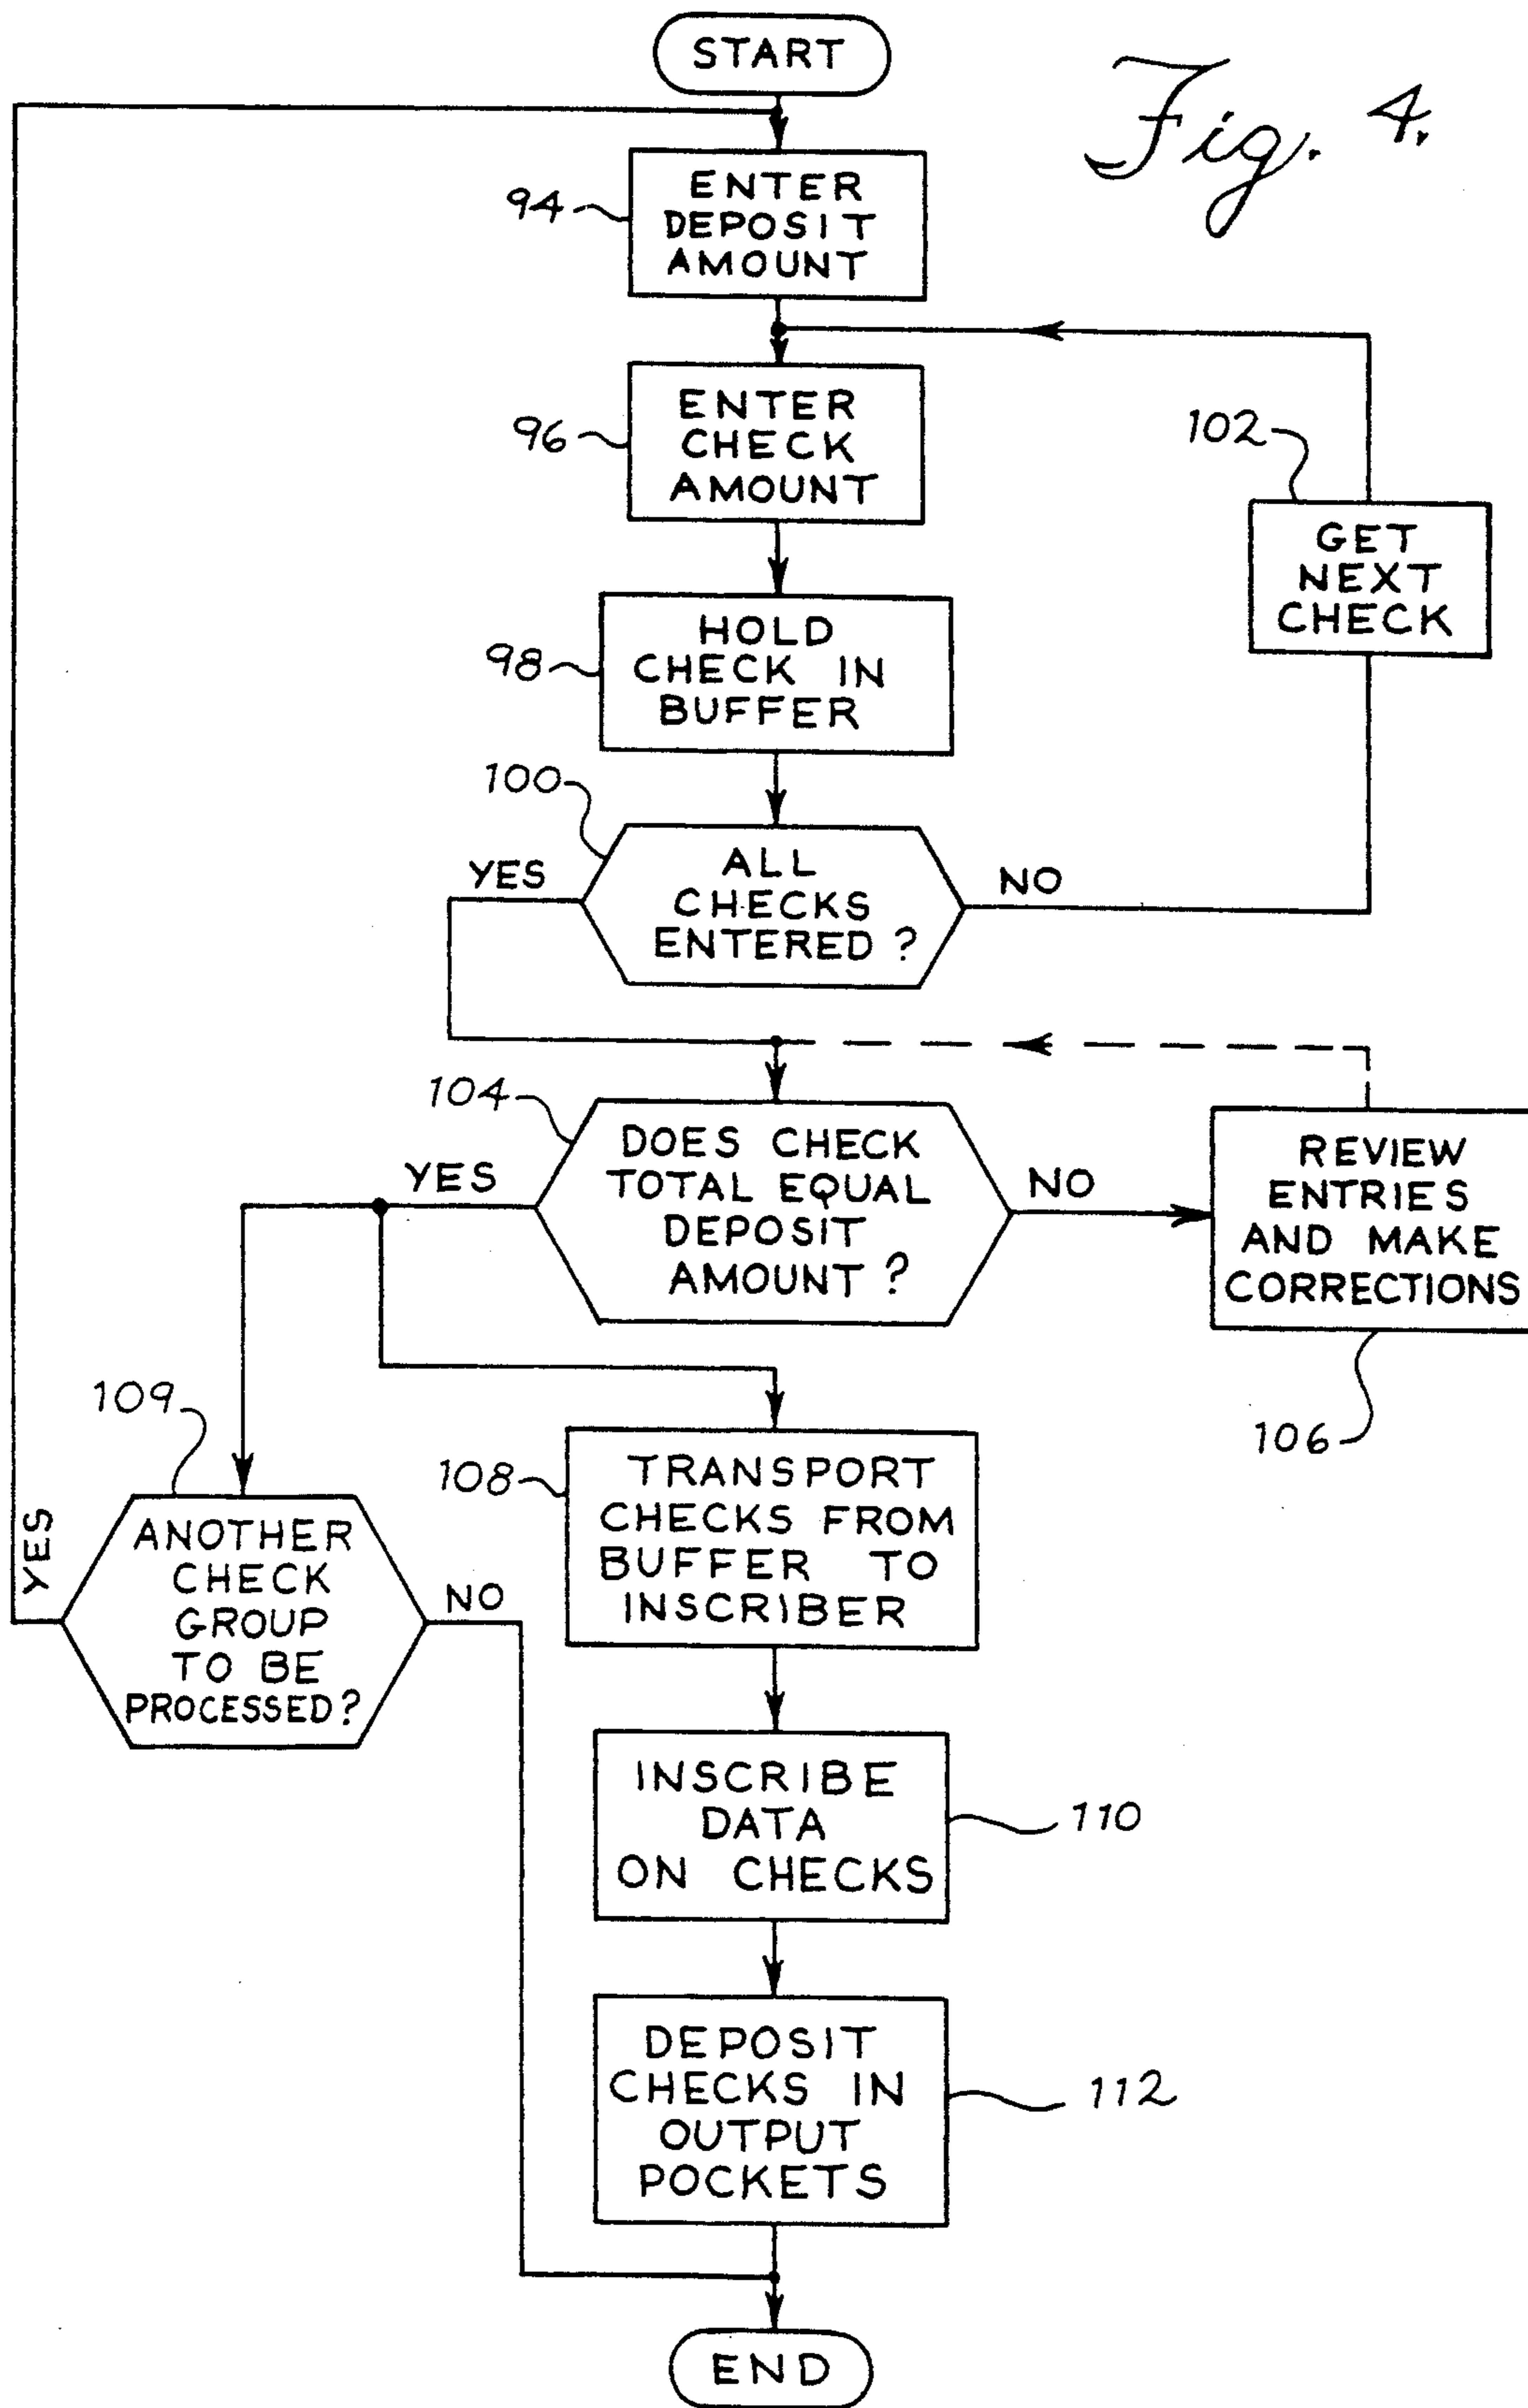 START
Fig. 4.
94
ENTER
DEPOSIT
AMOUNT
96
ENTER
CHECK
AMOUNT
102
GET
NEXT
CHECK
98
HOLD
CHECK IN
BUFFER
100
YES
ALL
CHECKS
ENTERED ?
NO
104
YES
DOES CHECK
TOTAL EQUAL
DEPOSIT
AMOUNT ?
NO
REVIEW
ENTRIES
AND MAKE
CORRECTIONS
106
109
YES
ANOTHER
CHECK
GROUP
TO BE
PROCESSED?
NO
108
TRANSPORT
CHECKS FROM
BUFFER TO
INSCRIBER
INSCRIBE
DATA
ON CHECKS
110
DEPOSIT
CHECKS IN
OUTPUT
POCKETS
112
END